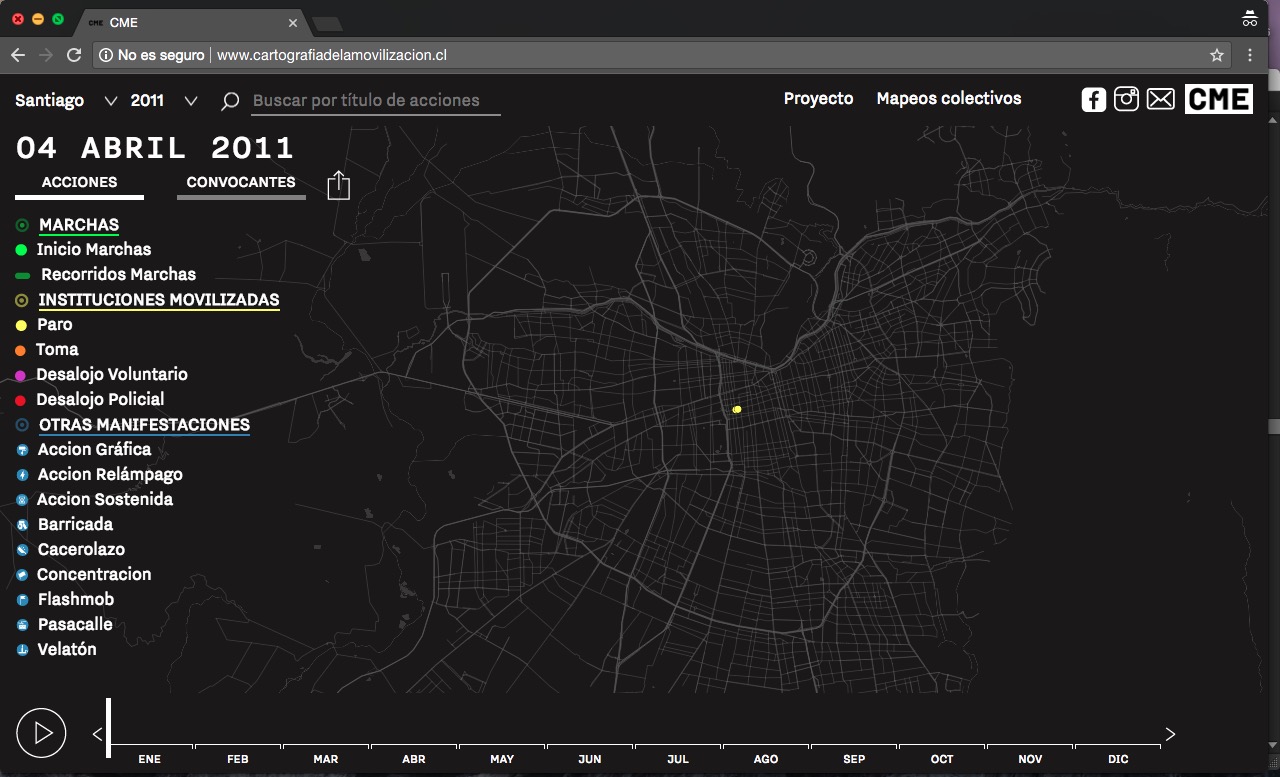 CME CME
No es seguro www.cartografiadelamovilizacion.cl
Santiago 2011 Buscar por título de acciones Proyecto Mapeos colectivos CME
04 ABRIL 2011
ACCIONES CONVOCANTES
MARCHAS
Inicio Marchas
Recorridos Marchas
INSTITUCIONES MOVILIZADAS
Paro
Toma
Desalojo Voluntario
Desalojo Policial
OTRAS MANIFESTACIONES
Accion Gráfica
Accion Relámpago
Accion Sostenida
Barricada
Cacerolazo
Concentracion
Flashmob
Pasacalle
Velatón
ENE FEB MAR ABR MAY JUN JUL AGO SEP OCT NOV DIC